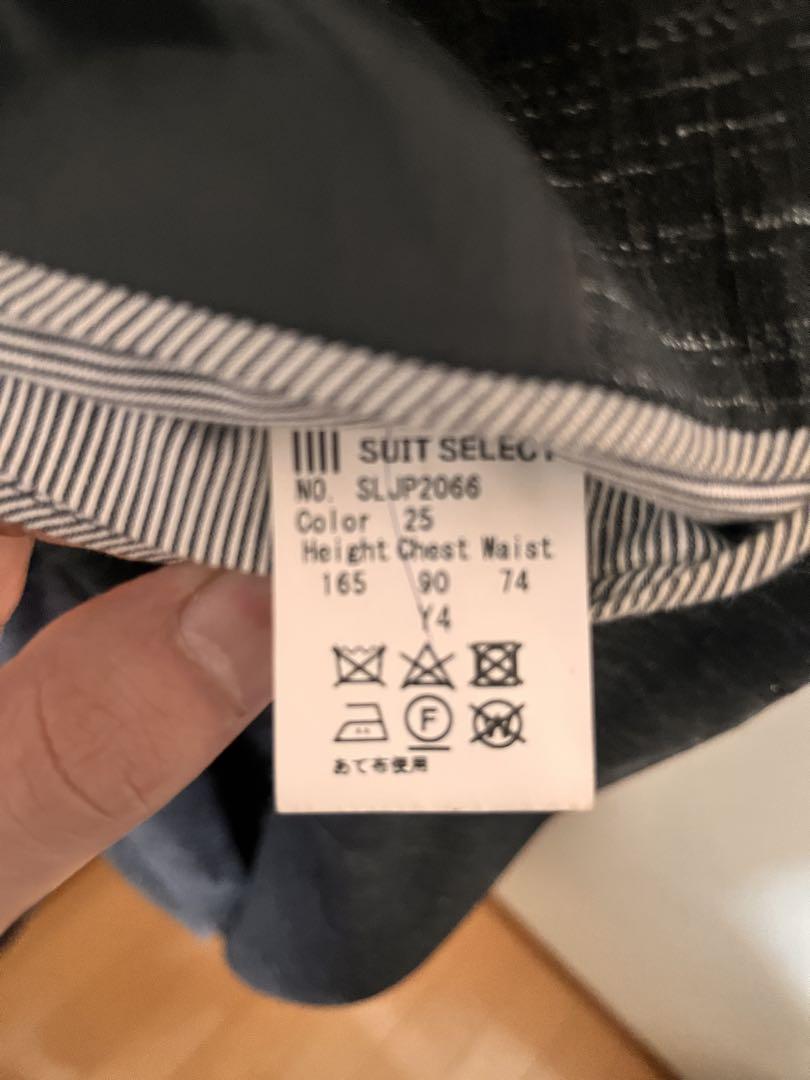 SUIT SELECT
NO. SLJP2066
Color 25
Height Chest Waist
165 90 74
Y4
F
W
あて布使用